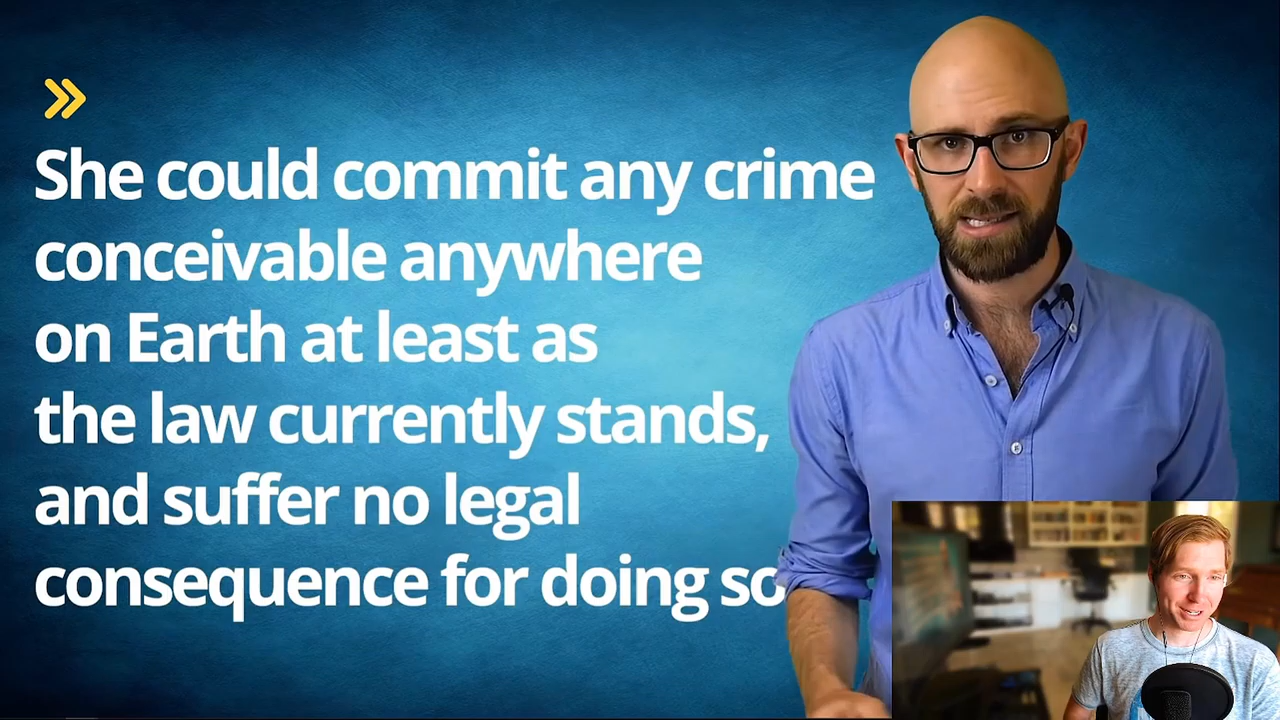 She could commit any crime
conceivable anywhere
on Earth at least as
the law currently stands,
and suffer no legal
consequence for doing so